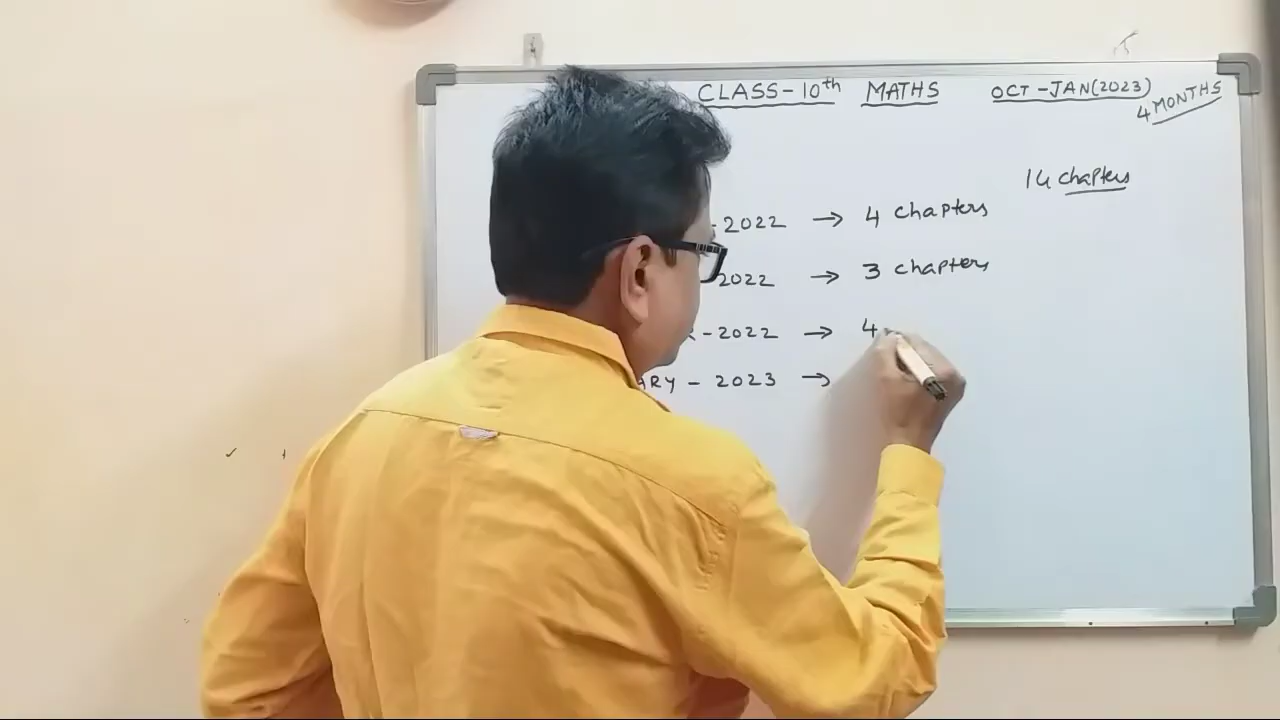 CLASS-10th MATHS OCT-JAN(2023)
4 MONTHS
14 chapters
-2022 → 4 chapters
2022 → 3 chapters
-2022 → 4
ARY - 2023 →